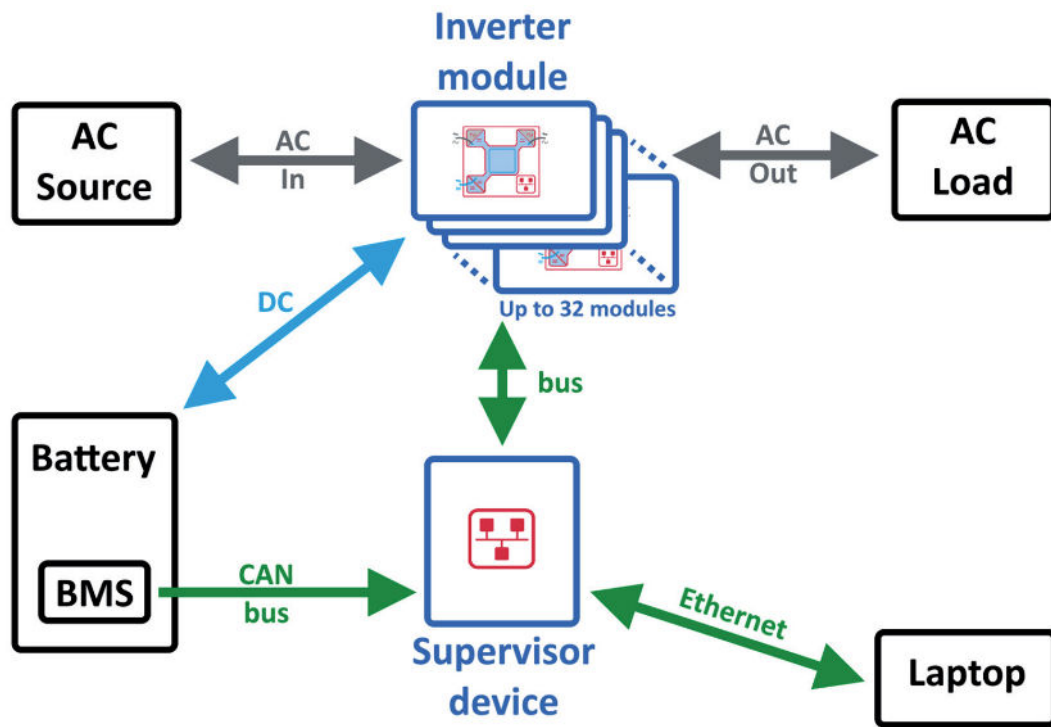 Inverter
module
AC
Source
AC
In
AC
Out
AC
Load
Up to 32 modules
DC
bus
Battery
BMS
CAN
bus
Ethernet
Supervisor
device
Laptop